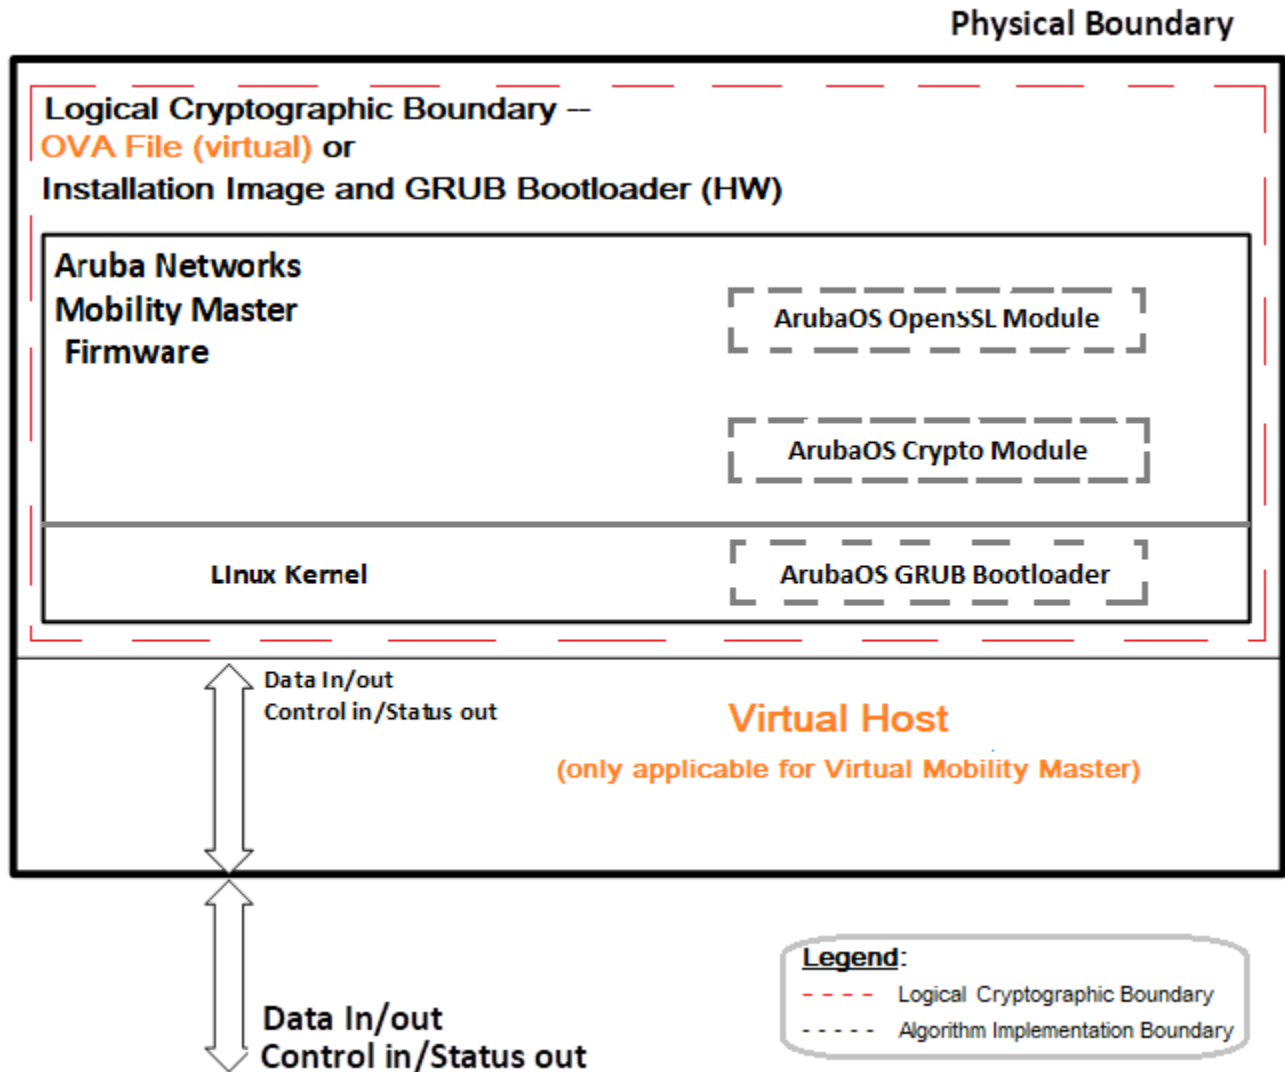 Physical Boundary
Logical Cryptographic Boundary --
OVA File (virtual) or
Installation Image and GRUB Bootloader (HW)
Aruba Networks
Mobility Master
Firmware
ArubaOS OpenSSL Module
ArubaOS Crypto Module
LInux Kernel
ArubaOS GRUB Bootloader
Data In/out
Control in/Status out
Virtual Host
(only applicable for Virtual Mobility Master)
Data In/out
Control in/Status out
Legend:
Logical Cryptographic Boundary
Algorithm Implementation Boundary